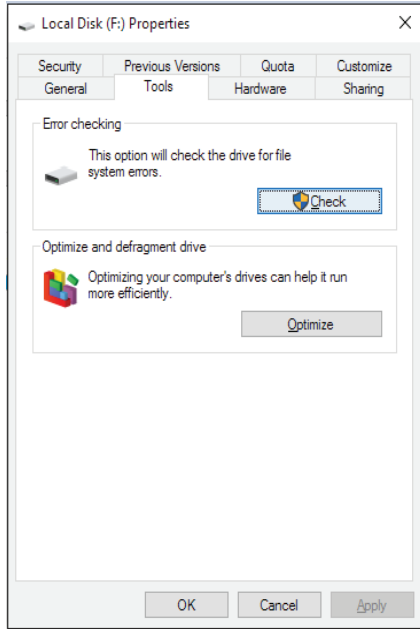 Local Disk (F:) Properties
Security Previous Versions Quota Customize
General Tools Hardware Sharing
Error checking
This option will check the drive for file
system errors.
Check
Optimize and defragment drive
Optimizing your computer's drives can help it run
more efficiently.
Optimize
OK Cancel Apply